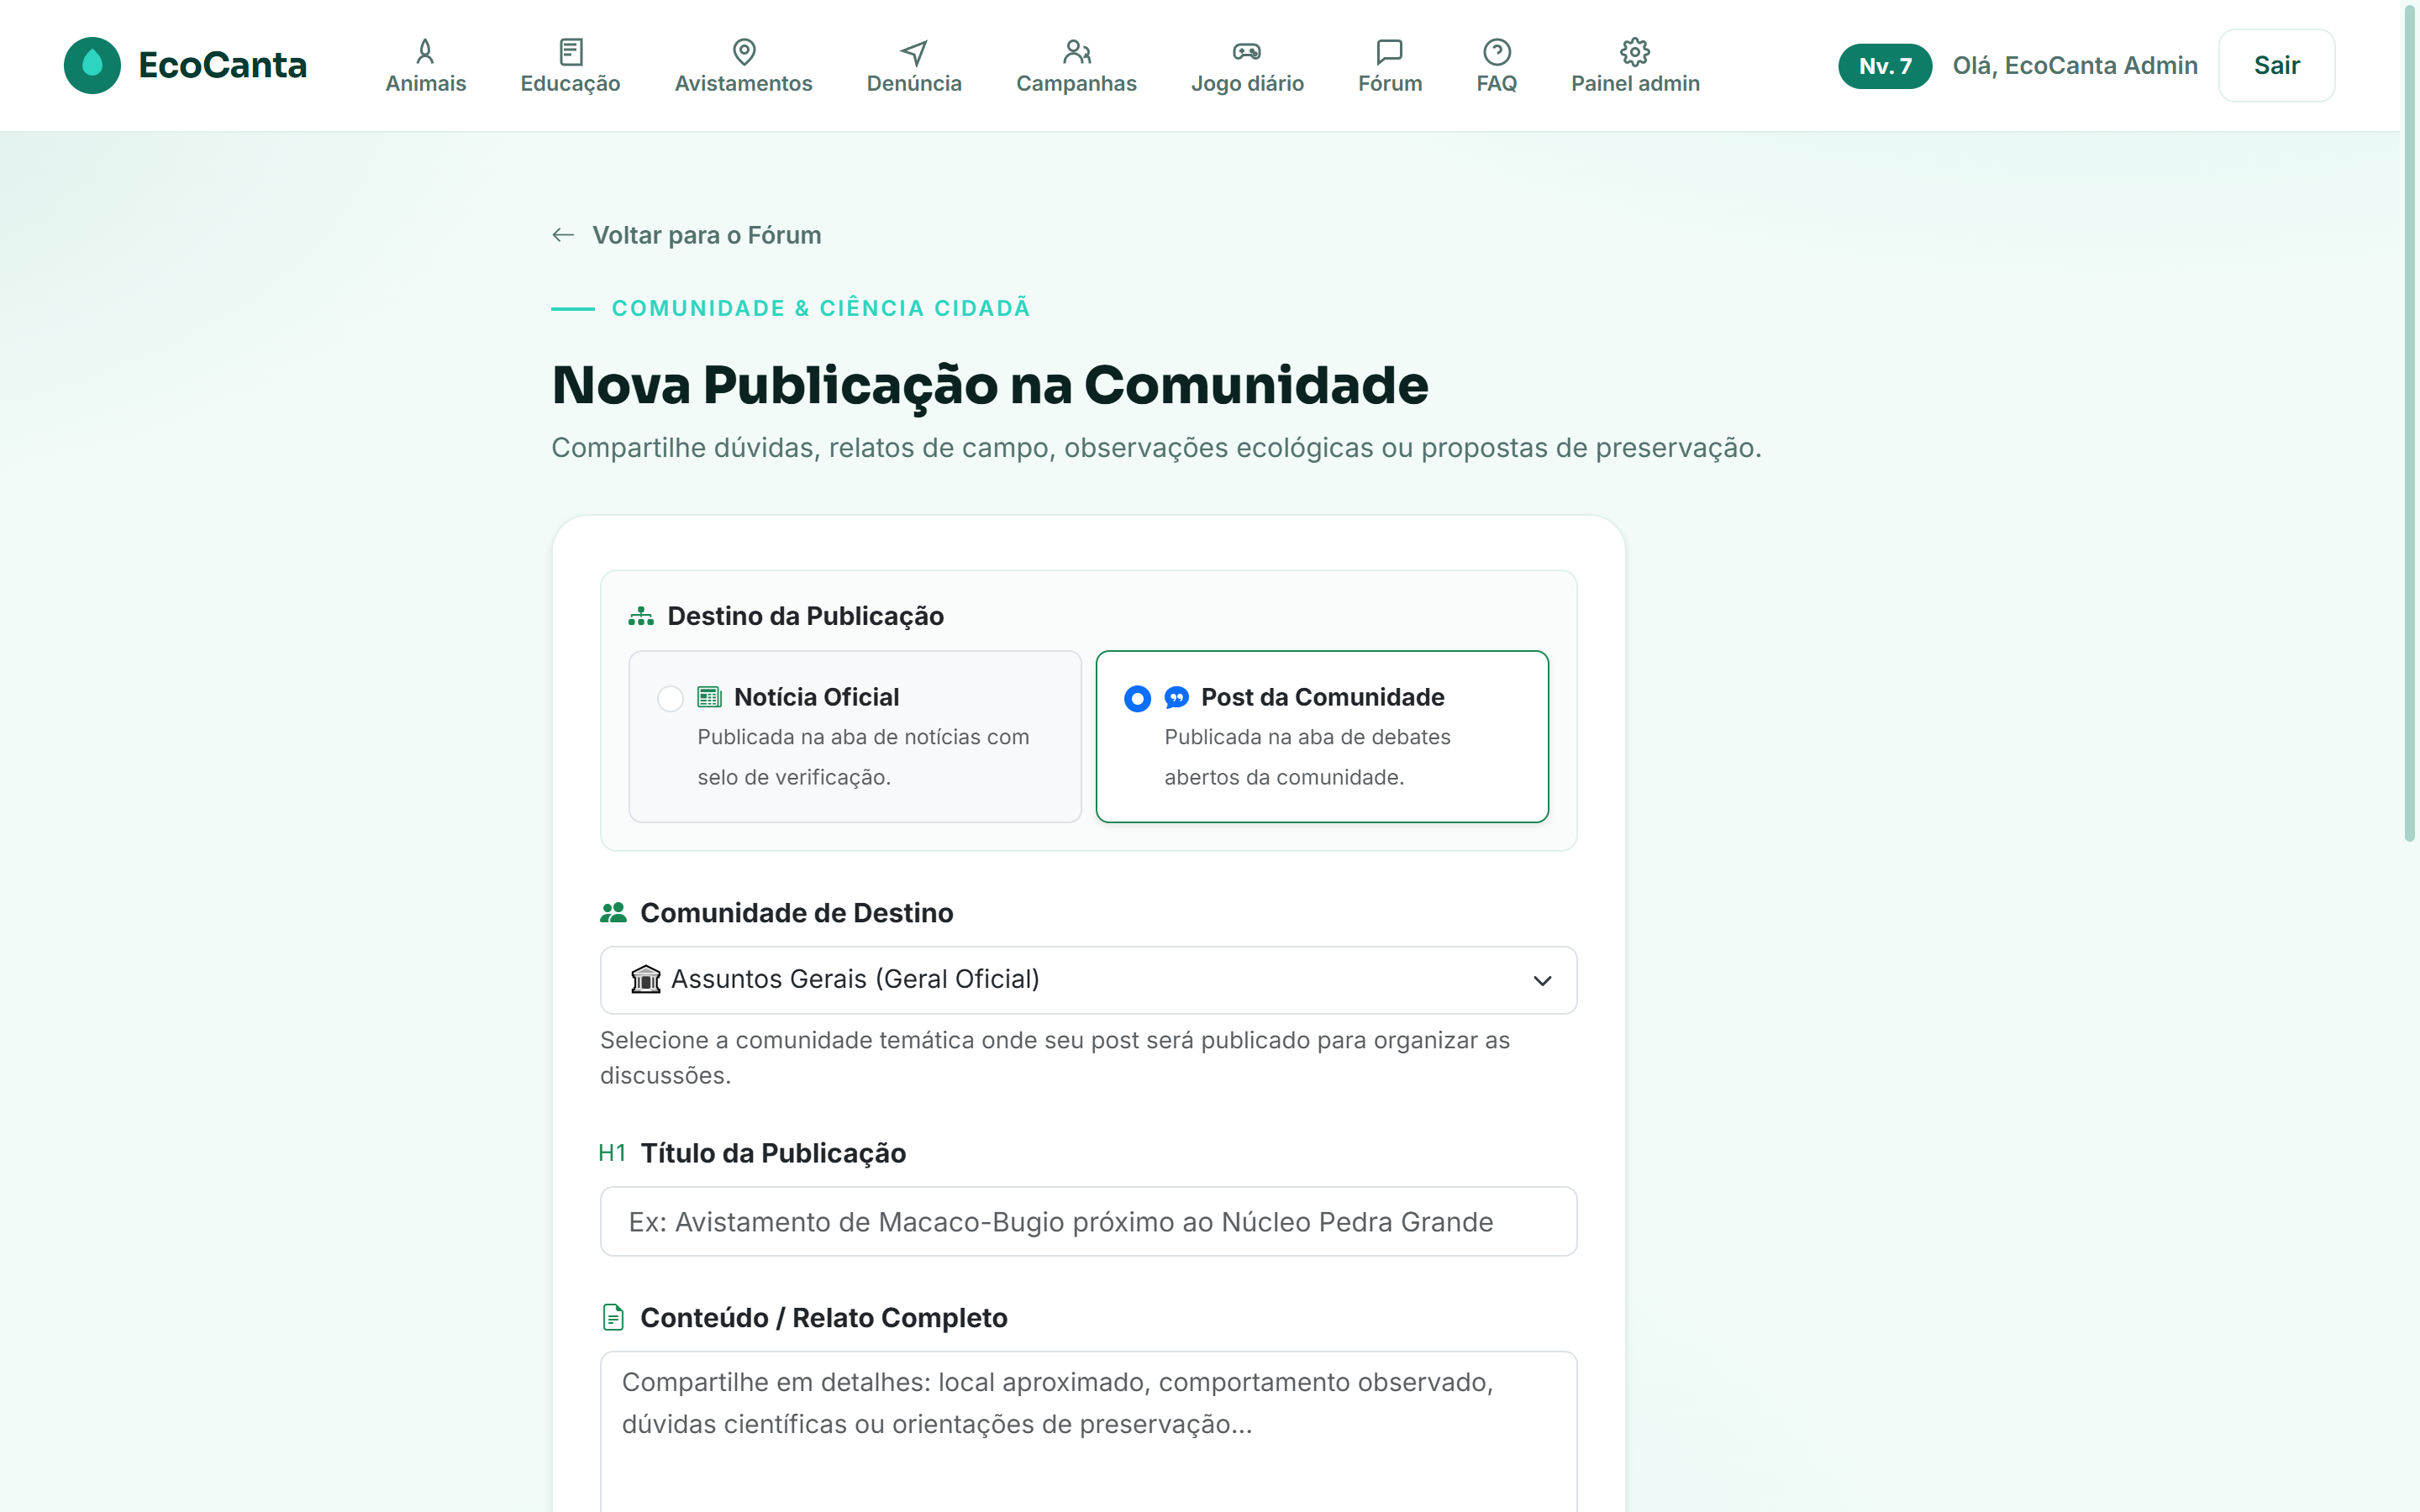 EcoCanta
Animais
Educação
Avistamentos
Denúncia
Campanhas
Jogo diário
Fórum
FAQ
Painel admin
Nv. 7
Olá, EcoCanta Admin
Sair
Voltar para o Fórum
COMUNIDADE & CIÊNCIA CIDADÃ
Nova Publicação na Comunidade
Compartilhe dúvidas, relatos de campo, observações ecológicas ou propostas de preservação.
Destino da Publicação
Notícia Oficial
Publicada na aba de notícias com
selo de verificação.
Post da Comunidade
Publicada na aba de debates
abertos da comunidade.
Comunidade de Destino
🏛️ Assuntos Gerais (Geral Oficial)
Selecione a comunidade temática onde seu post será publicado para organizar as
discussões.
H1 Título da Publicação
Ex: Avistamento de Macaco-Bugio próximo ao Núcleo Pedra Grande
Conteúdo / Relato Completo
Compartilhe em detalhes: local aproximado, comportamento observado,
dúvidas científicas ou orientações de preservação...